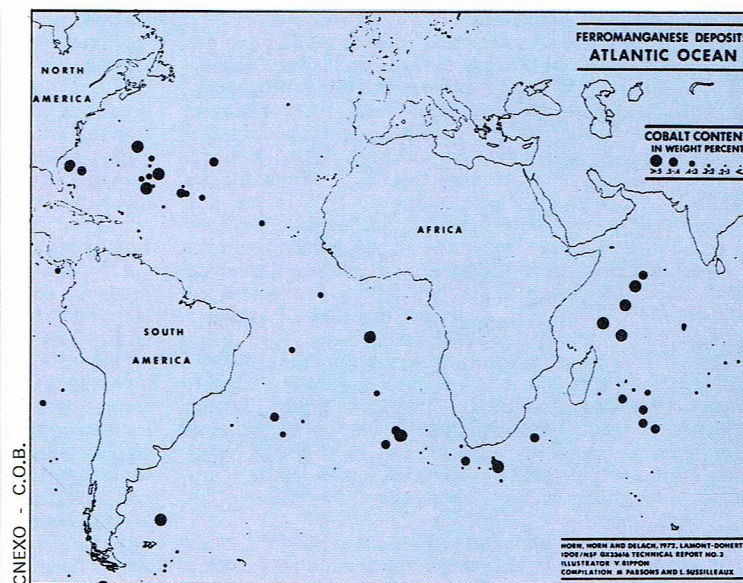 FERROMANGANESE DEPOSITS
ATLANTIC OCEAN
COBALT CONTENT
IN WEIGHT PERCENT
NORTH
AMERICA
AFRICA
SOUTH
AMERICA
CNEXO - C.O.B.
HORN, HORN AND DELACH, 1972, LAMONT-DOHERT
IDOE/NSF GX33616 TECHNICAL REPORT NO. 3
ILLUSTRATOR V RIPPON
COMPILATION M PARSONS AND L. SUSSILLEAUX